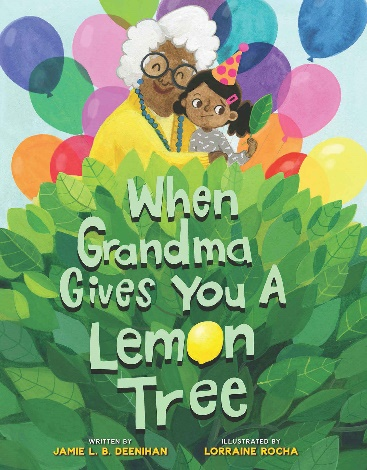 When
Grandma
Gives You A
Lemon
Tree
WRITTEN BY
JAMIE L. B. DEENIHAN
ILLUSTRATED BY
LORRAINE ROCHA